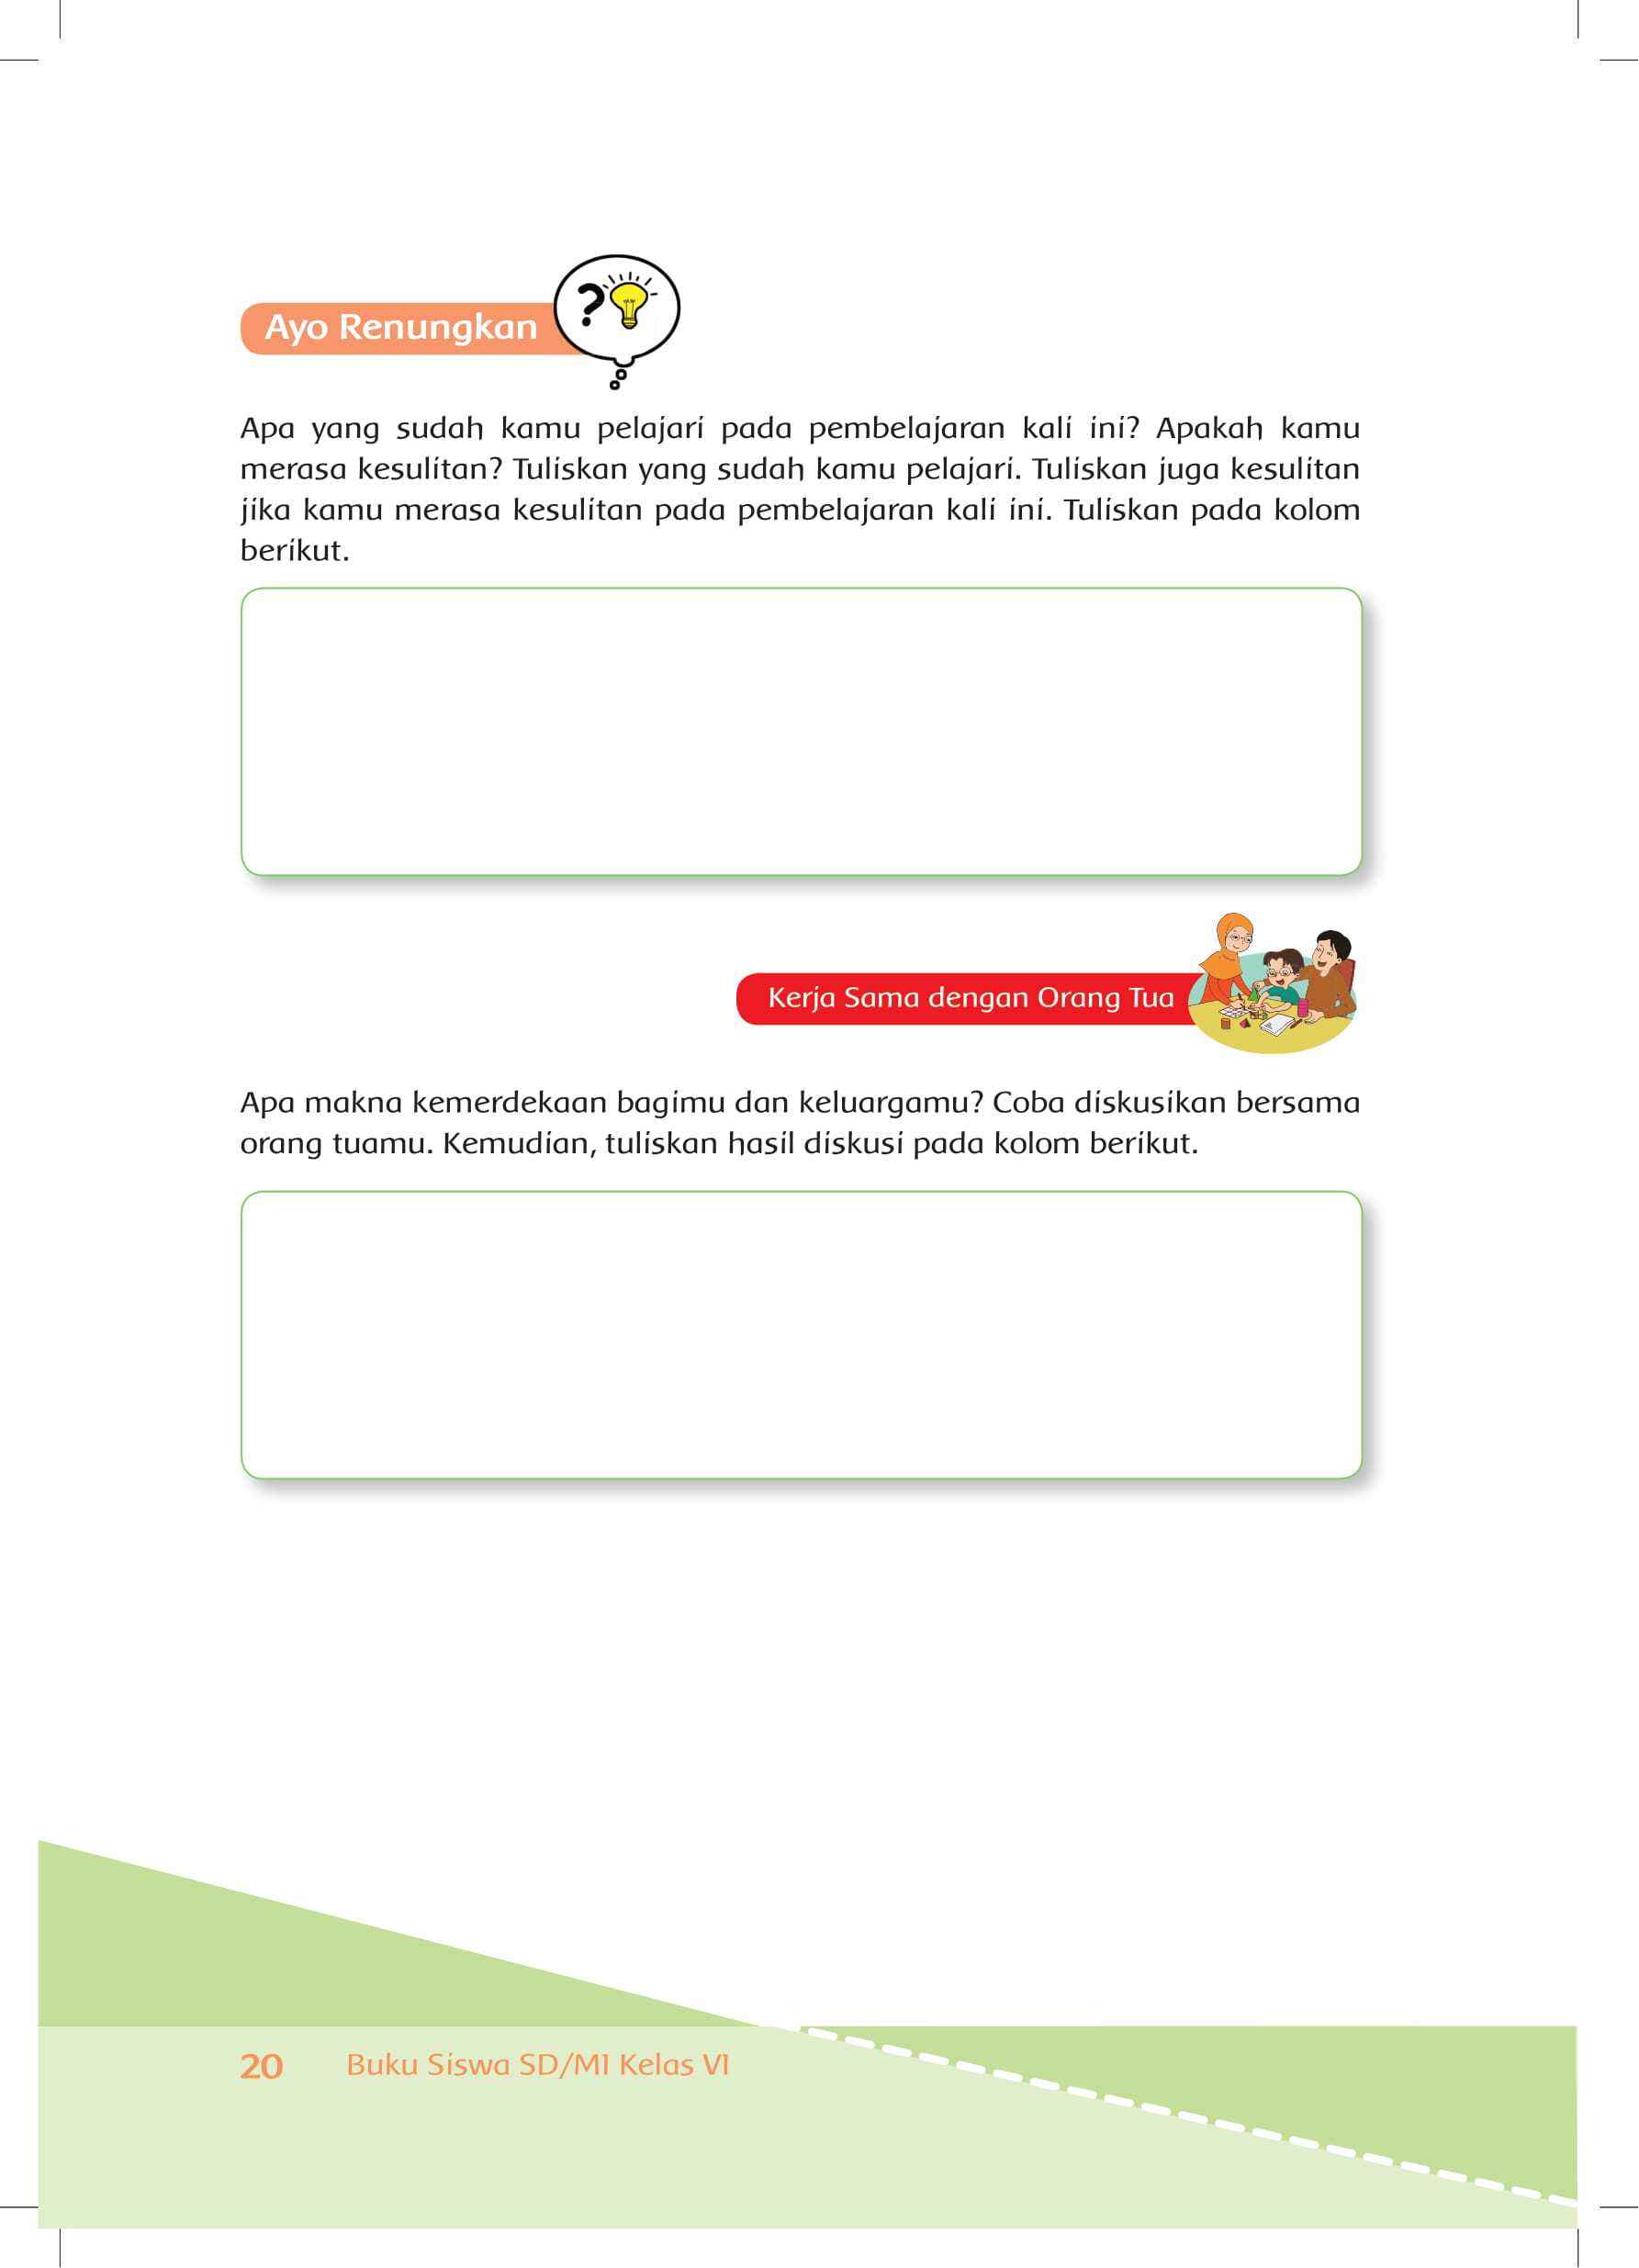 Ayo Renungkan
?
Apa yang sudah kamu pelajari pada pembelajaran kali ini? Apakah kamu
merasa kesulitan? Tuliskan yang sudah kamu pelajari. Tuliskan juga kesulitan
jika kamu merasa kesulitan pada pembelajaran kali ini. Tuliskan pada kolom
berikut.
Kerja Sama dengan Orang Tua
Apa makna kemerdekaan bagimu dan keluargamu? Coba diskusikan bersama
orang tuamu. Kemudian, tuliskan hasil diskusi pada kolom berikut.
20 Buku Siswa SD/MI Kelas VI